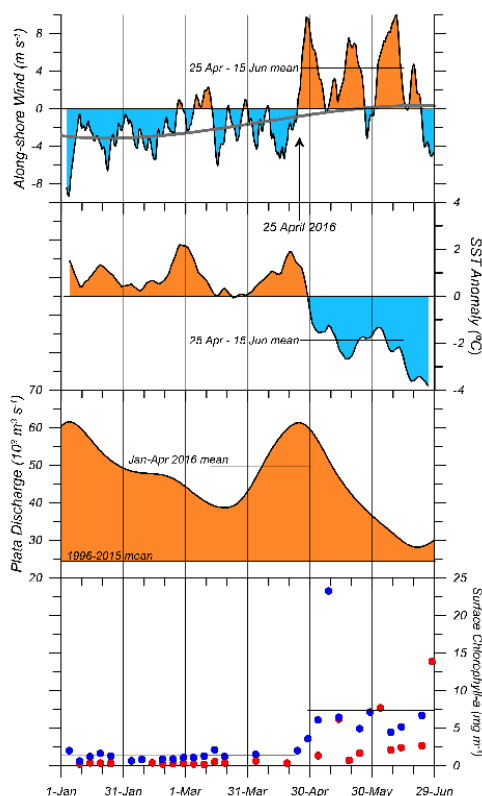 Along-shore Wind (m s⁻¹)
8
4
0
-4
-8
25 Apr - 15 Jun mean
25 April 2016
4
2
0
-2
-4
SST Anomaly (ºC)
25 Apr - 15 Jun mean
Plata Discharge (10³ m³ s⁻¹)
70
60
50
40
30
20
Jan-Apr 2016 mean
1996-2015 mean
25
20
15
10
5
0
Surface Chlorophyll-a (mg m⁻³)
1-Jan 31-Jan 1-Mar 31-Mar 30-Apr 30-May 29-Jun